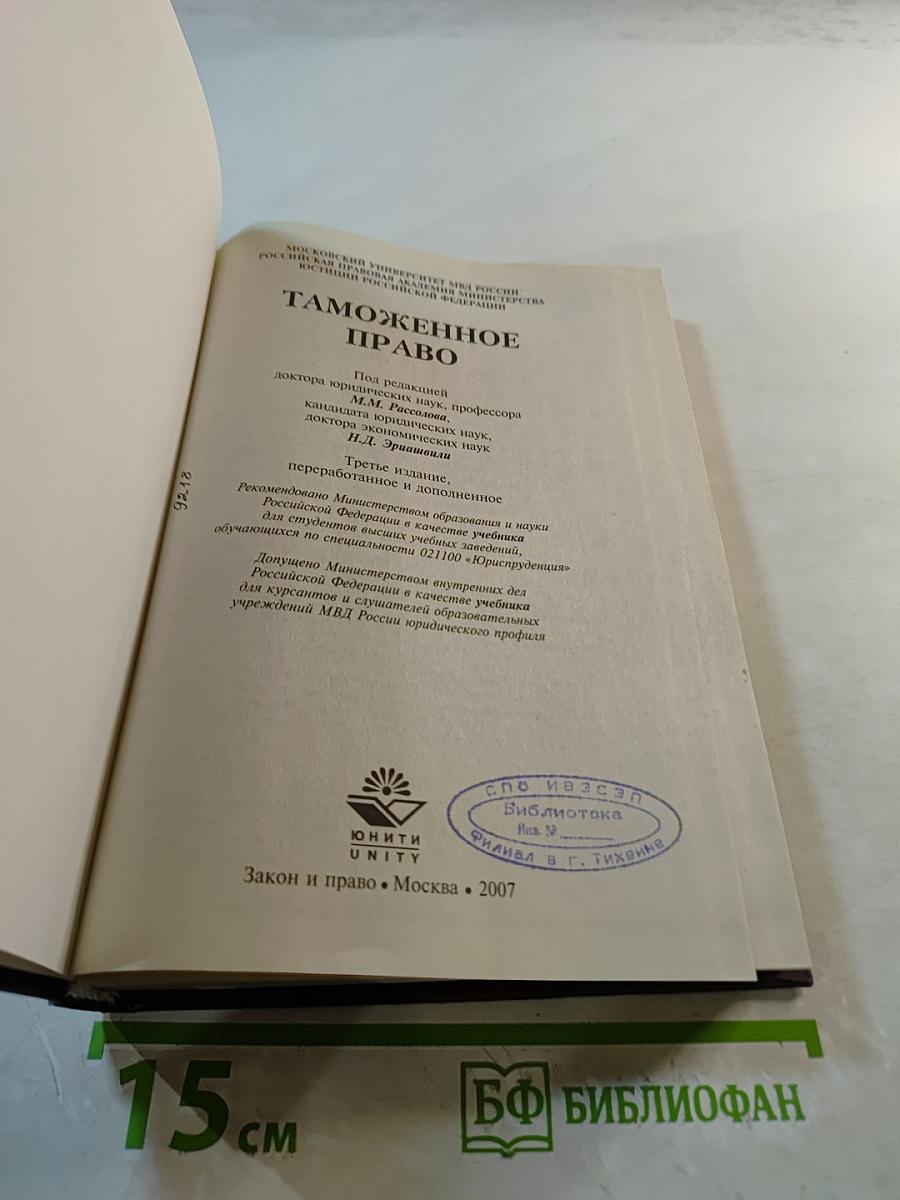 МОСКОВСКИЙ УНИВЕРСИТЕТ МВД РОССИИ
РОССИЙСКАЯ ПРАВОВАЯ АКАДЕМИЯ МИНИСТЕРСТВА
ЮСТИЦИИ РОССИЙСКОЙ ФЕДЕРАЦИИ
ТАМОЖЕННОЕ
ПРАВО
Под редакцией
доктора юридических наук, профессора
М.М. Рассолова,
кандидата юридических наук,
доктора экономических наук
Н.Д. Эриашвили
Третье издание,
переработанное и дополненное
Рекомендовано Министерством образования и науки
Российской Федерации в качестве учебника
для студентов высших учебных заведений,
обучающихся по специальности 021100 «Юриспруденция»
Допущено Министерством внутренних дел
Российской Федерации в качестве учебника
для курсантов и слушателей образовательных
учреждений МВД России юридического профиля
9218
ЮНИТИ
UNITY
СПб ИВЭСЭП
Библиотека
Инв. №
Филиал в г. Тихвине
Закон и право • Москва • 2007
15 см
БФ БИБЛИОФАН